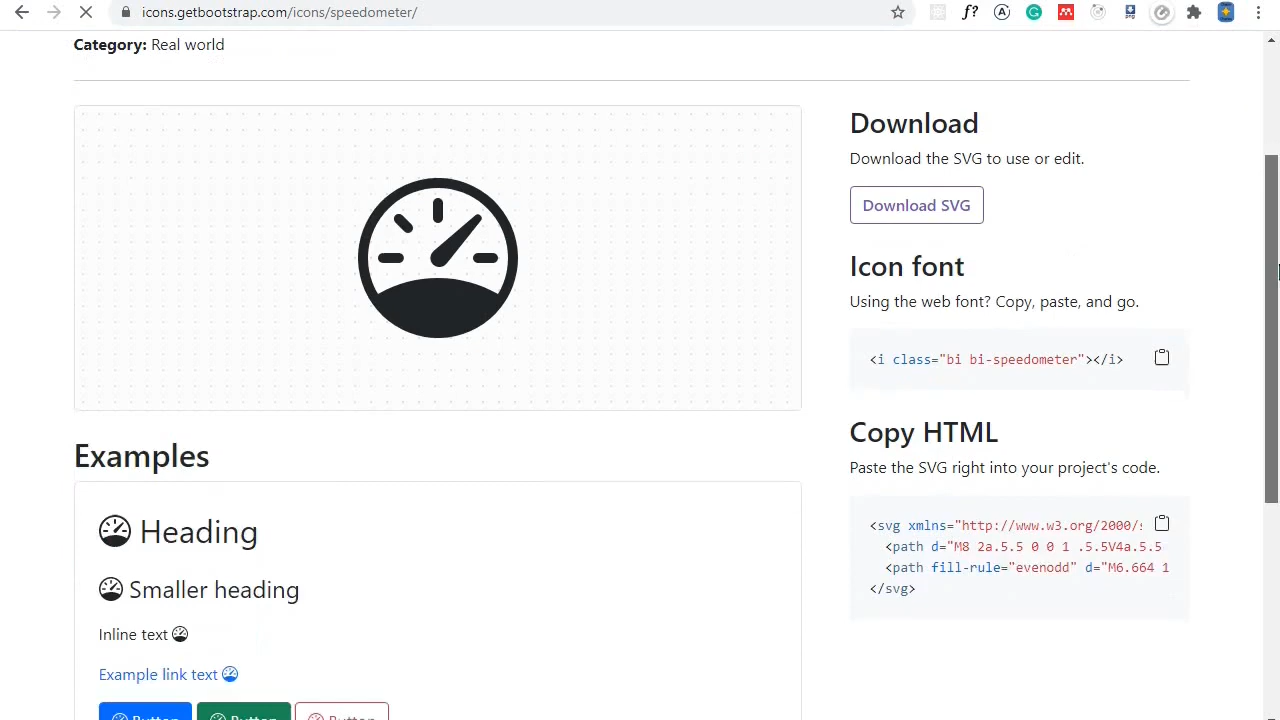 icons.getbootstrap.com/icons/speedometer/
Category: Real world
Download
Download the SVG to use or edit.
Download SVG
Icon font
Using the web font? Copy, paste, and go.
<i class="bi bi-speedometer"></i>
Copy HTML
Paste the SVG right into your project's code.
<svg xmlns="http://www.w3.org/2000/s
<path d="M8 2a.5.5 0 0 1 .5.5V4a.5.5
<path fill-rule="evenodd" d="M6.664 1
</svg>
Examples
Heading
Smaller heading
Inline text
Example link text
Button
Button
Button